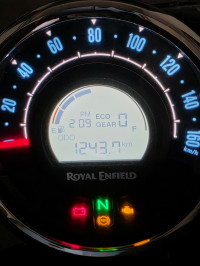 20 40 60 80 100 120 140 160
km/h
PM ECO
2:09 GEAR 0
E F
ODO
1243.7 km
ROYAL ENFIELD
N